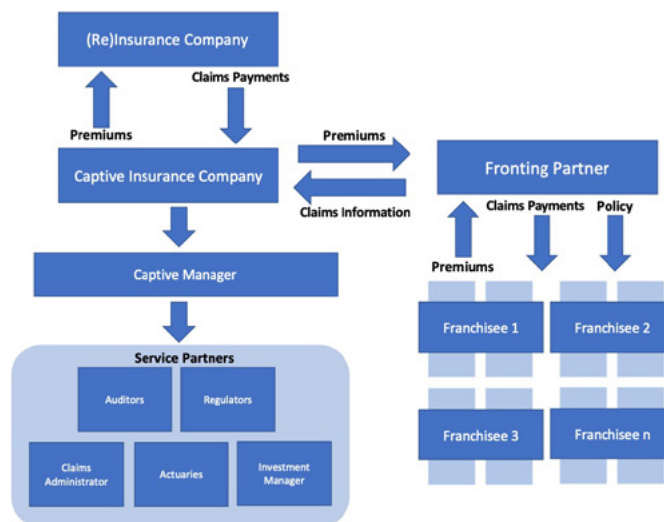 (Re)Insurance Company
Claims Payments
Premiums
Premiums
Captive Insurance Company
Fronting Partner
Claims Information
Claims Payments
Policy
Premiums
Captive Manager
Franchisee 1
Franchisee 2
Service Partners
Auditors
Regulators
Franchisee 3
Franchisee n
Claims
Administrator
Actuaries
Investment
Manager